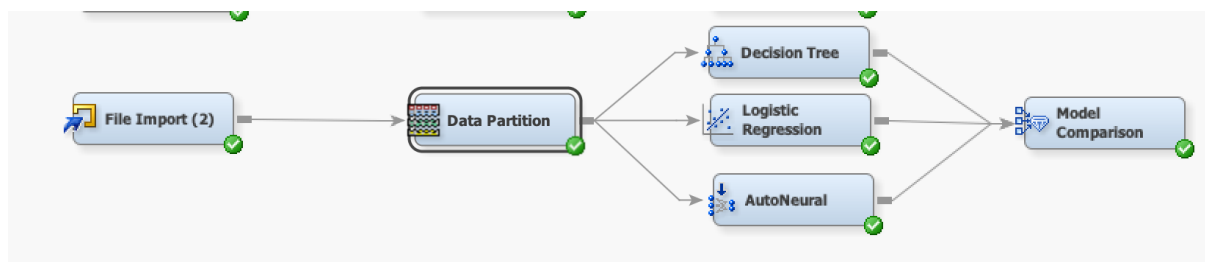 Decision Tree
File Import (2)
Data Partition
Logistic
Regression
Model
Comparison
AutoNeural